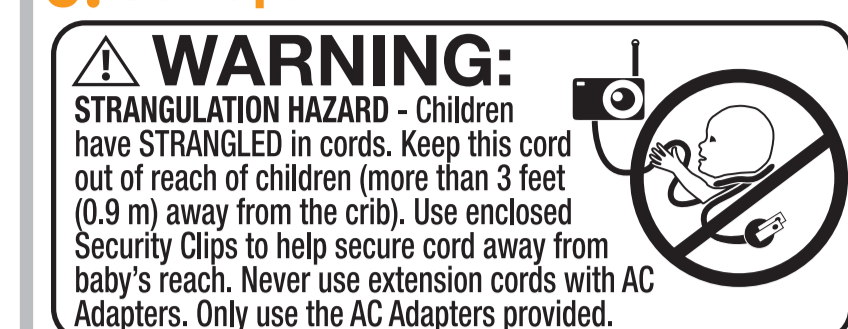 WARNING:
STRANGULATION HAZARD - Children
have STRANGLED in cords. Keep this cord
out of reach of children (more than 3 feet
(0.9 m) away from the crib). Use enclosed
Security Clips to help secure cord away from
baby's reach. Never use extension cords with AC
Adapters. Only use the AC Adapters provided.